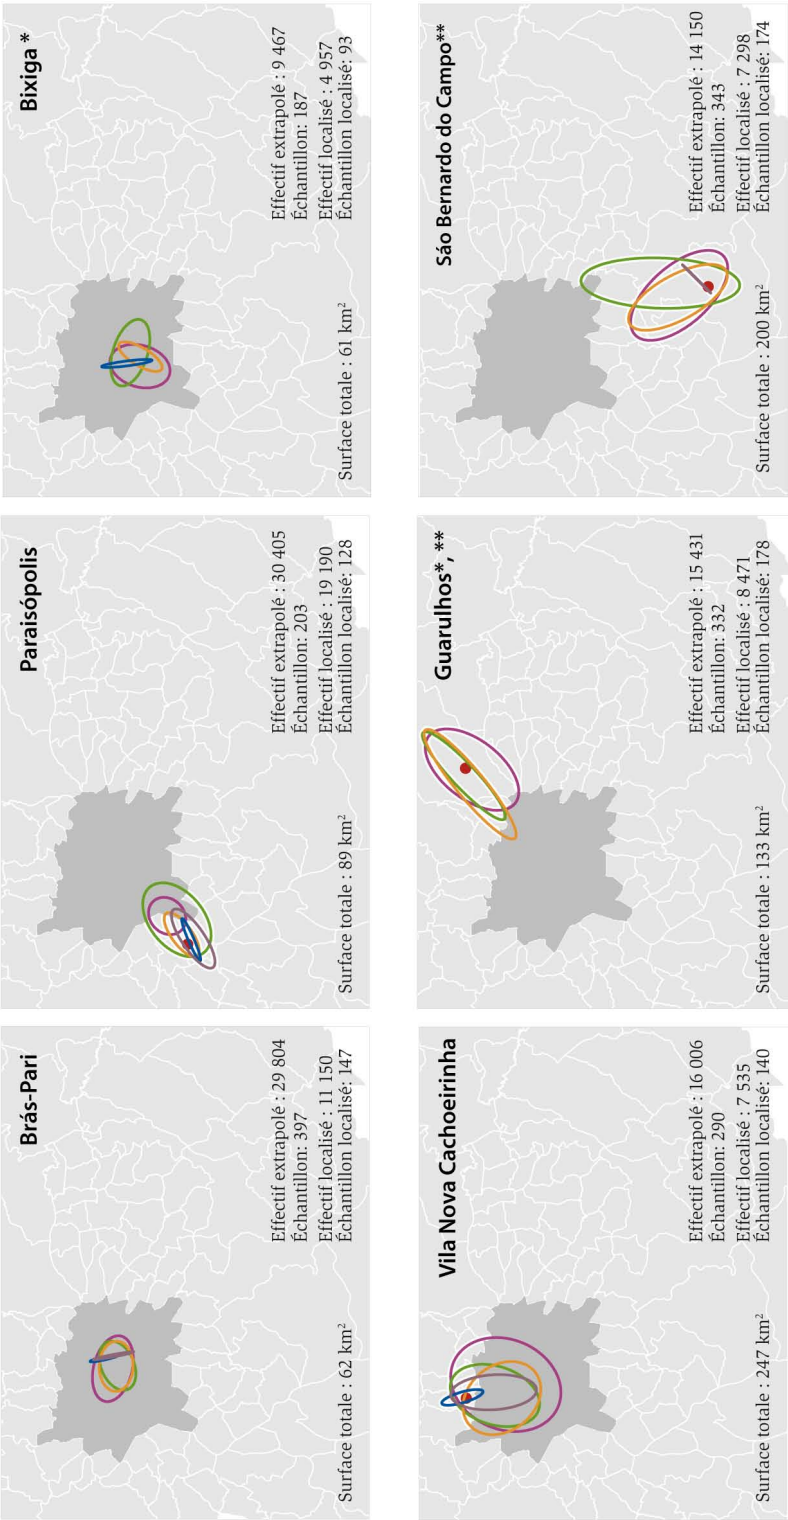 Brás-Pari
Effectif extrapolé : 29 804
Échantillon: 397
Effectif localisé : 11 150
Échantillon localisé: 147
Surface totale : 62 km²
Paraisópolis
Effectif extrapolé : 30 405
Échantillon: 203
Effectif localisé : 19 190
Échantillon localisé: 128
Surface totale : 89 km²
Bixiga *
Effectif extrapolé : 9 467
Échantillon: 187
Effectif localisé : 4 957
Échantillon localisé: 93
Surface totale : 61 km²
Vila Nova Cachoeirinha
Effectif extrapolé : 16 006
Échantillon: 290
Effectif localisé : 7 535
Échantillon localisé: 140
Surface totale : 247 km²
Guarulhos*, **
Effectif extrapolé : 15 431
Échantillon: 332
Effectif localisé : 8 471
Échantillon localisé: 178
Surface totale : 133 km²
Sáo Bernardo do Campo**
Effectif extrapolé : 14 150
Échantillon: 343
Effectif localisé : 7 298
Échantillon localisé: 174
Surface totale : 200 km²